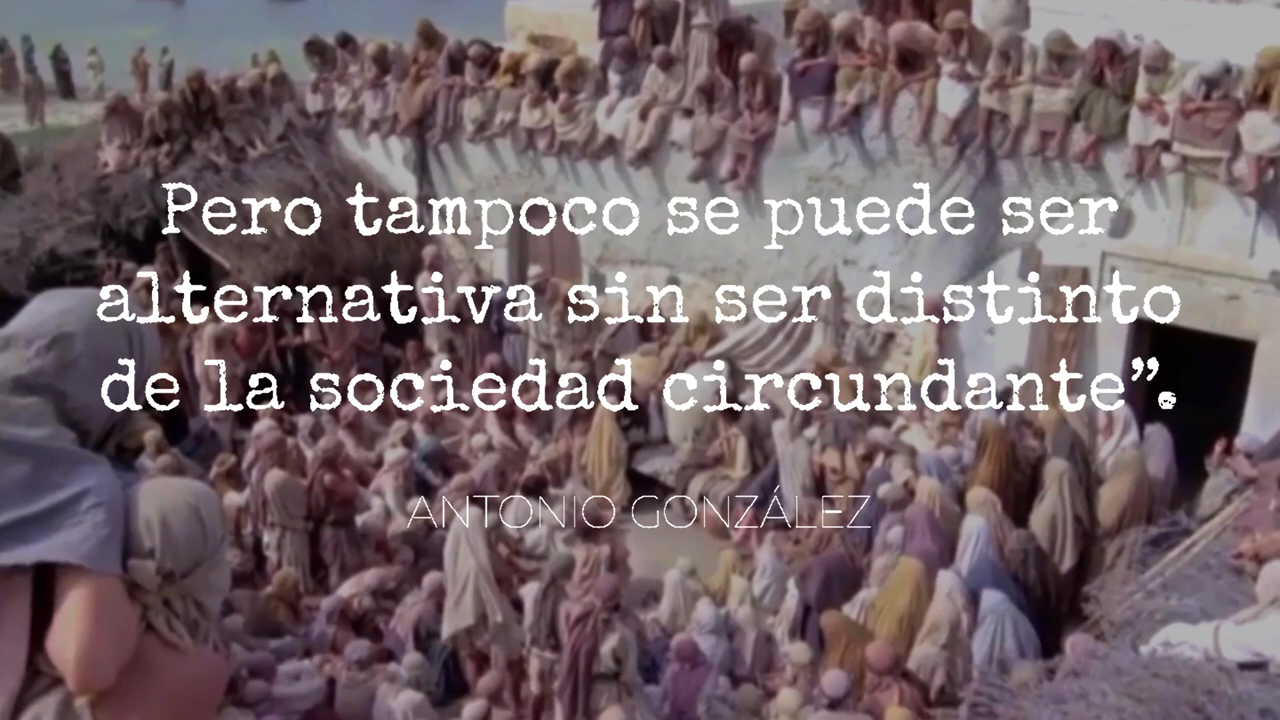 Pero tampoco se puede ser
alternativa sin ser distinto
de la sociedad circundante”.
ANTONIO GONZÁLEZ